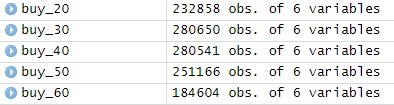 buy_20 232858 obs. of 6 variables
buy_30 280650 obs. of 6 variables
buy_40 280541 obs. of 6 variables
buy_50 251166 obs. of 6 variables
buy_60 184604 obs. of 6 variables